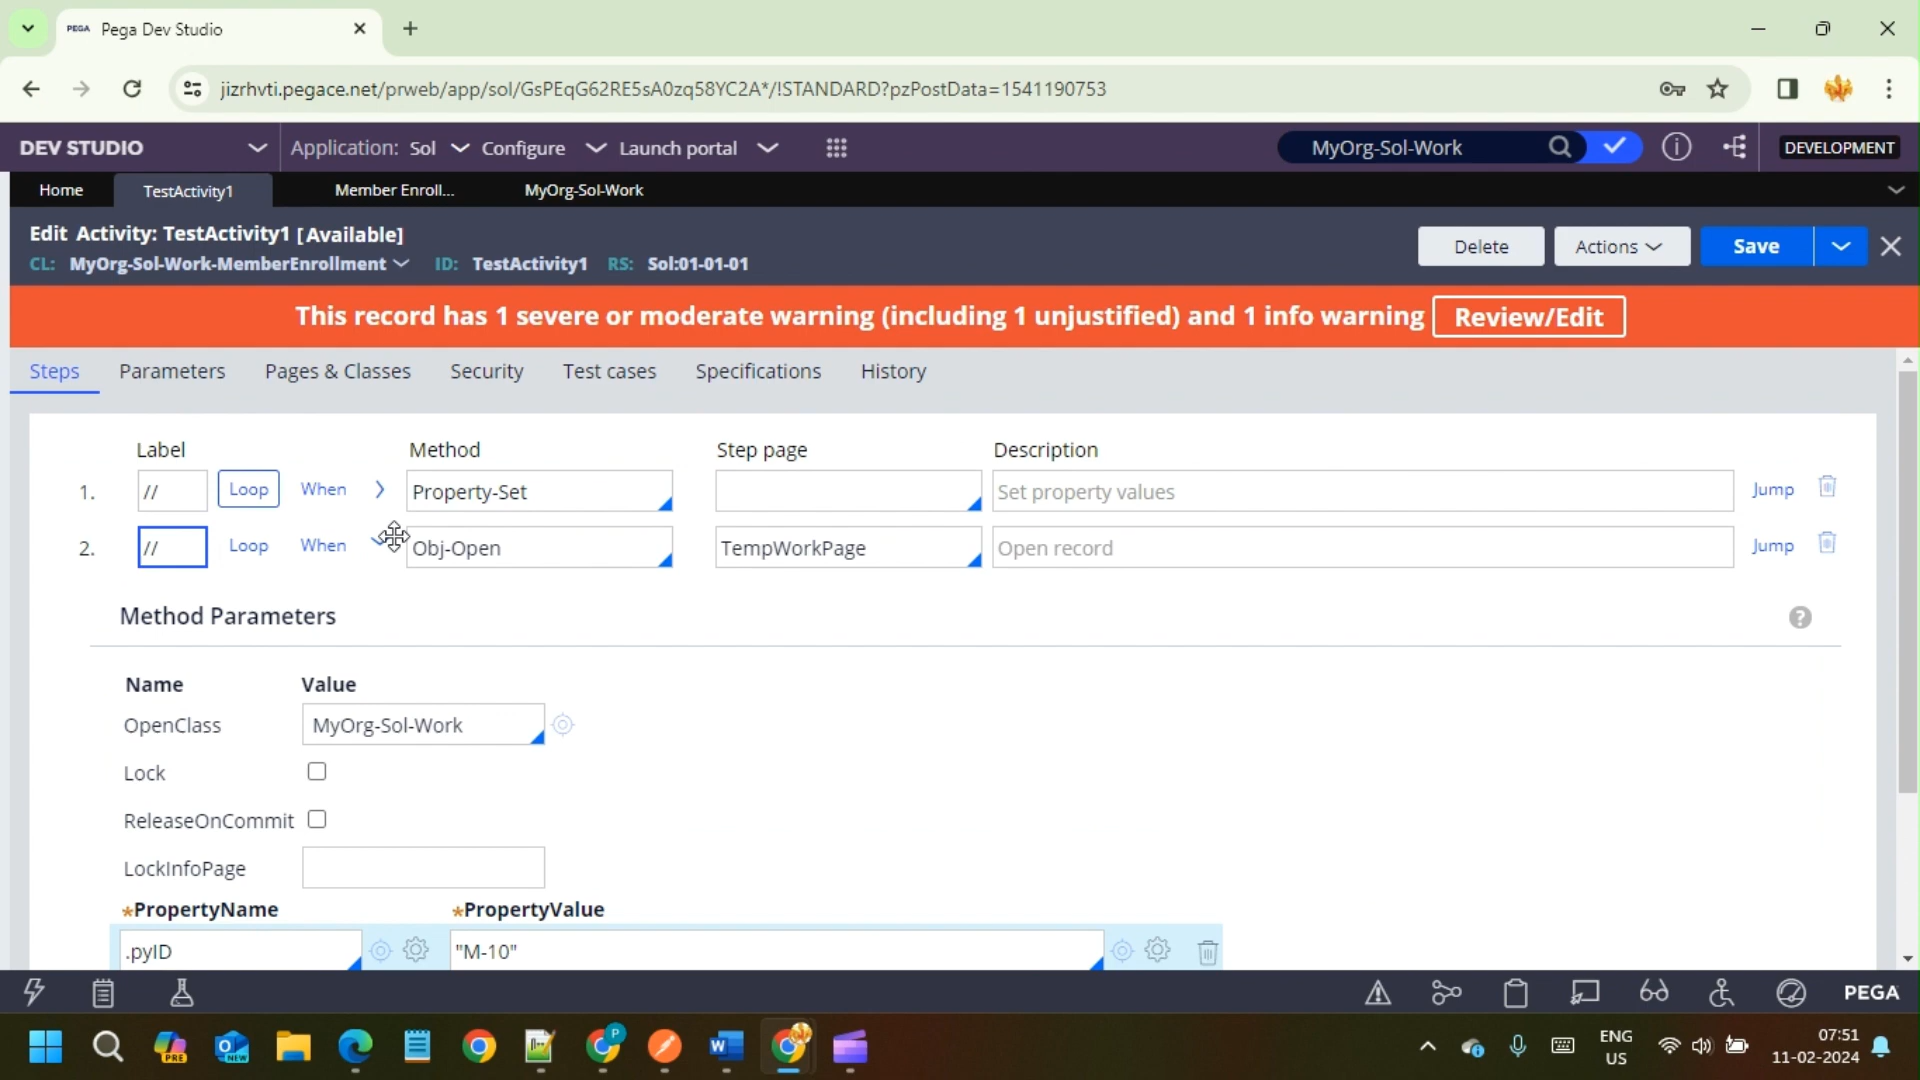 PEGA Pega Dev Studio
jizrhvti.pegace.net/prweb/app/sol/GsPEqG62RE5sA0zq58YC2A*/!STANDARD?pzPostData=1541190753
DEV STUDIO Application: Sol Configure Launch portal MyOrg-Sol-Work DEVELOPMENT
Home TestActivity1 Member Enroll... MyOrg-Sol-Work
Edit Activity: TestActivity1 [Available]
CL: MyOrg-Sol-Work-MemberEnrollment ID: TestActivity1 RS: Sol:01-01-01
Delete Actions Save
This record has 1 severe or moderate warning (including 1 unjustified) and 1 info warning Review/Edit
Steps Parameters Pages & Classes Security Test cases Specifications History
Label Method Step page Description
1. // Loop When Property-Set Set property values Jump
2. // Loop When Obj-Open TempWorkPage Open record Jump
Method Parameters ?
Name Value
OpenClass MyOrg-Sol-Work
Lock
ReleaseOnCommit
LockInfoPage
*PropertyName *PropertyValue
.pyID "M-10"
PEGA
PRE NEW P W ENG 07:51
US 11-02-2024